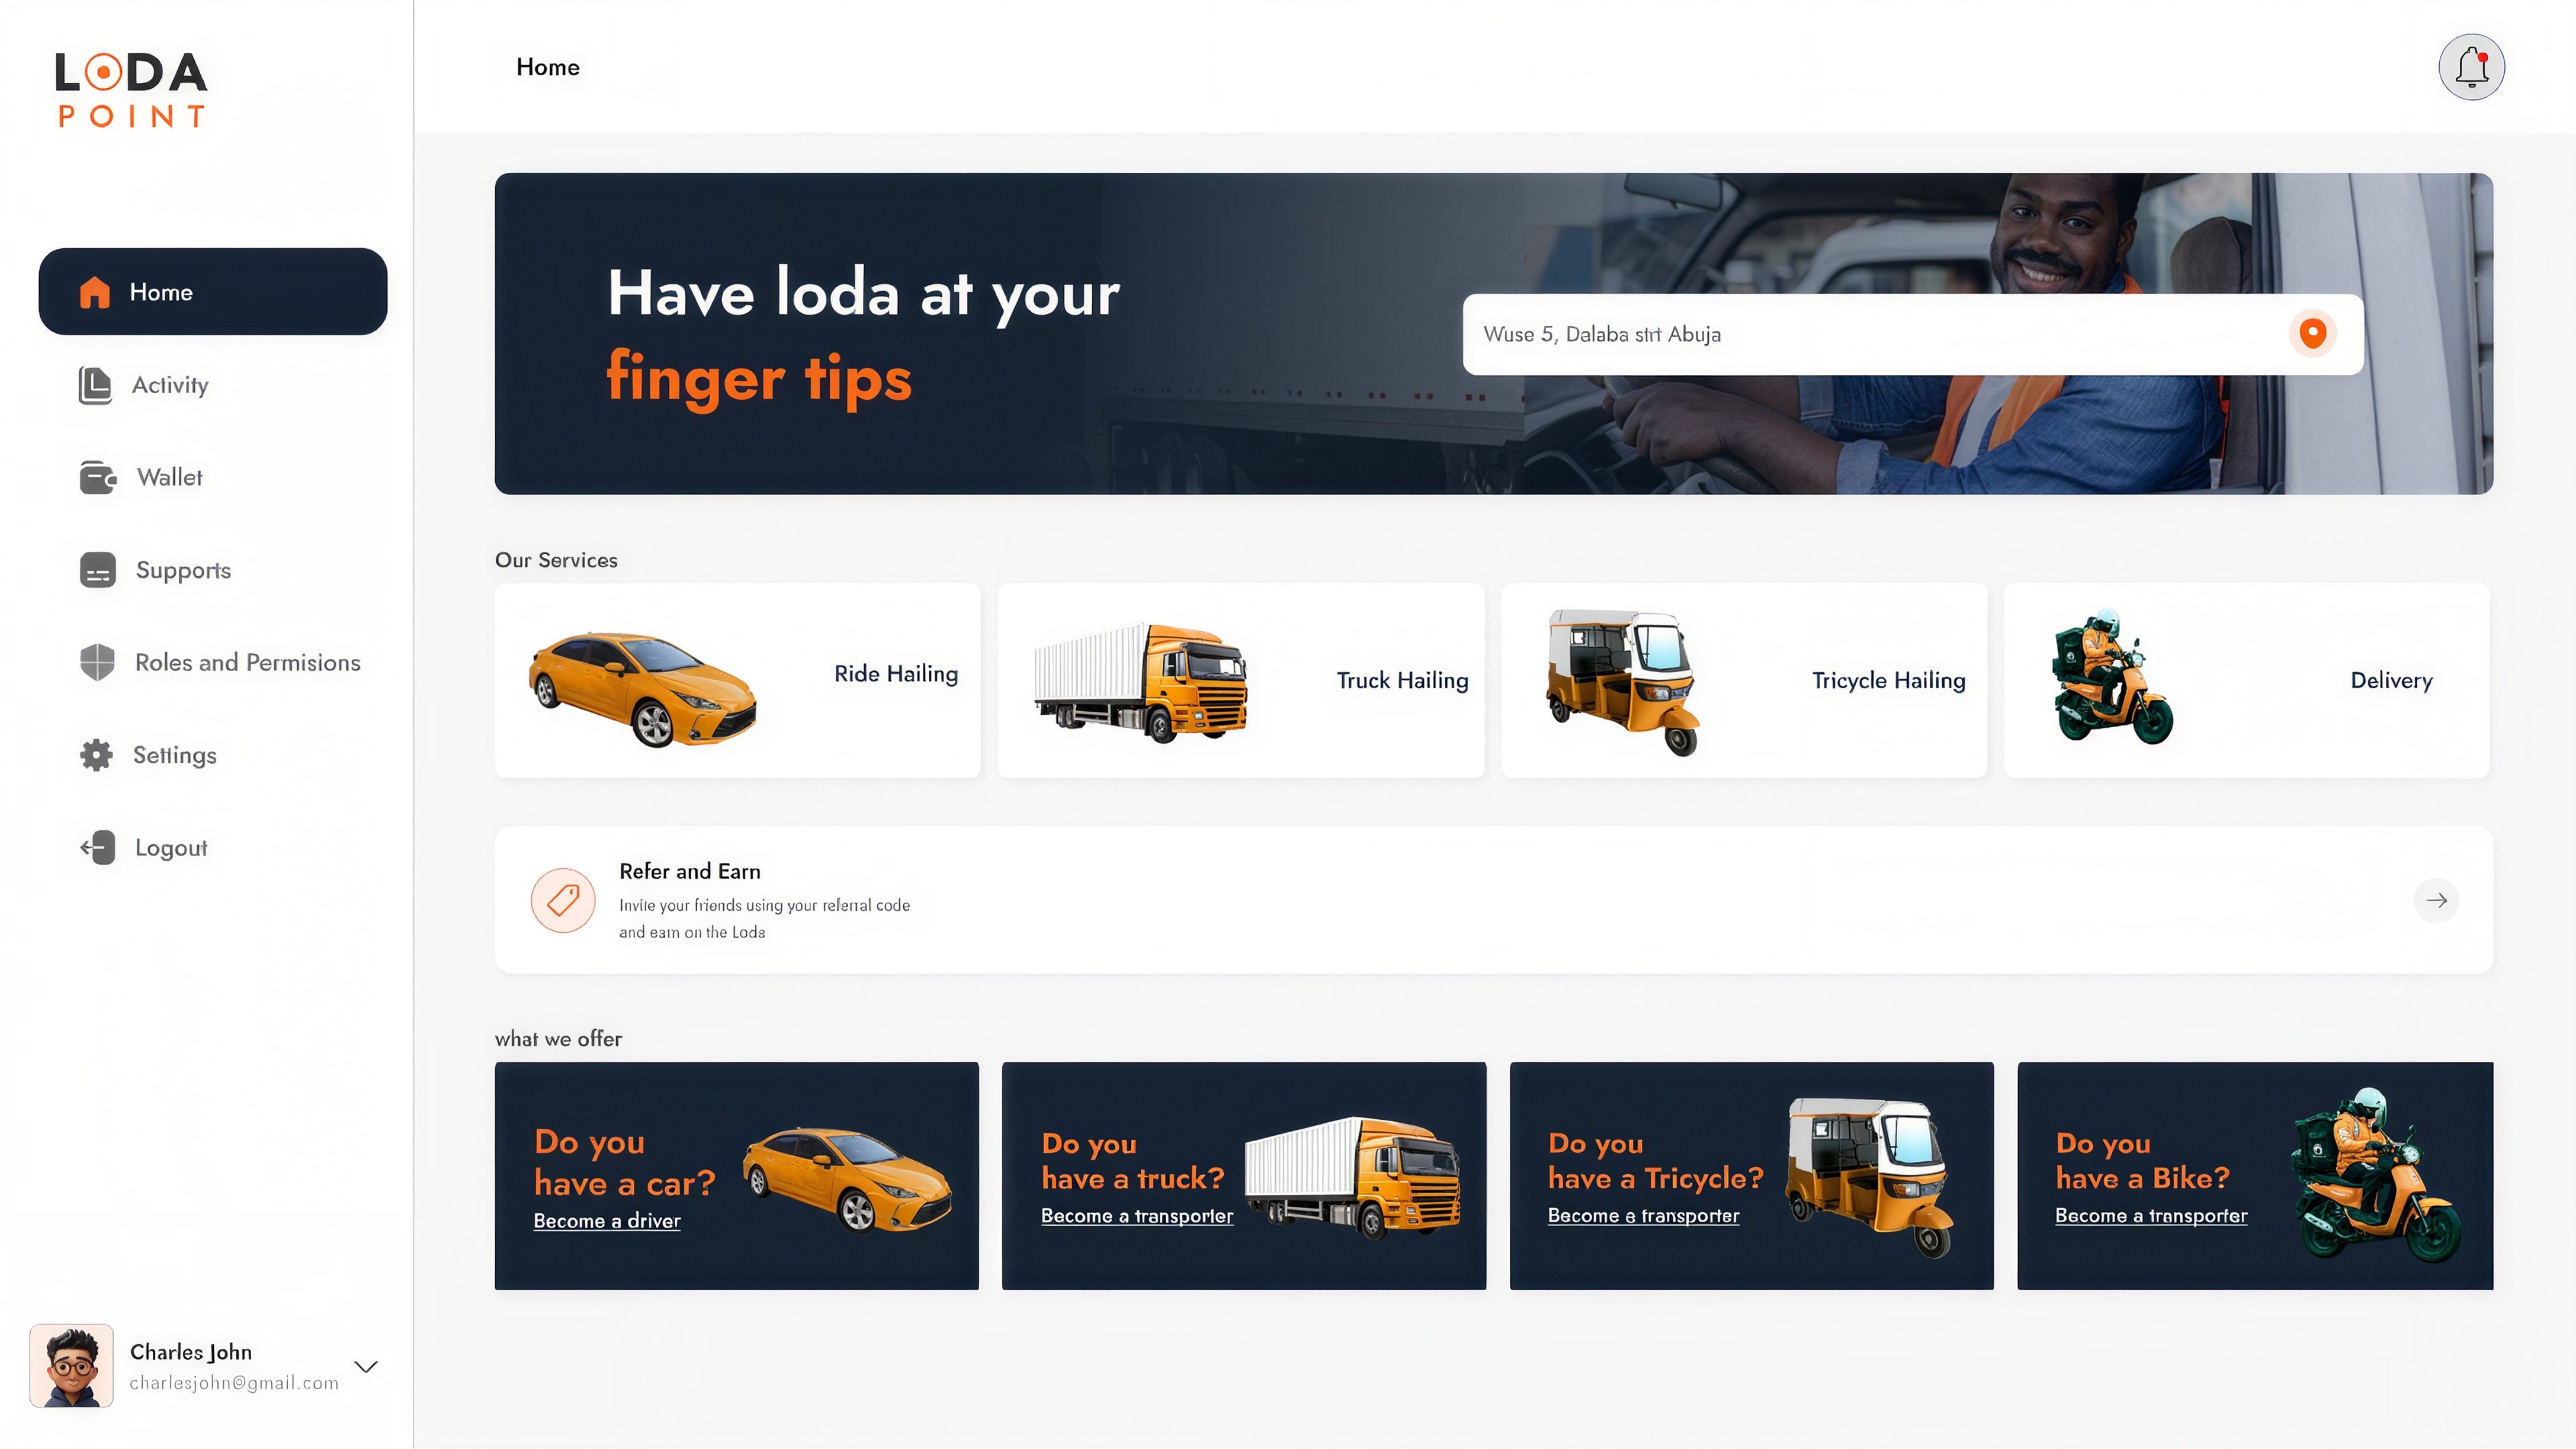 LODA
POINT
Home
Home
Activity
Wallet
Supports
Roles and Permisions
Settings
Logout
Charles John
charlesjohn@gmail.com
Have loda at your
finger tips
Wuse 5, Dalaba strt Abuja
Our Services
Ride Hailing
Truck Hailing
Tricycle Hailing
Delivery
Refer and Earn
Invite your friends using your referral code
and earn on the Loda
what we offer
Do you
have a car?
Become a driver
Do you
have a truck?
Become a transporter
Do you
have a Tricycle?
Become a transporter
Do you
have a Bike?
Become a transporter